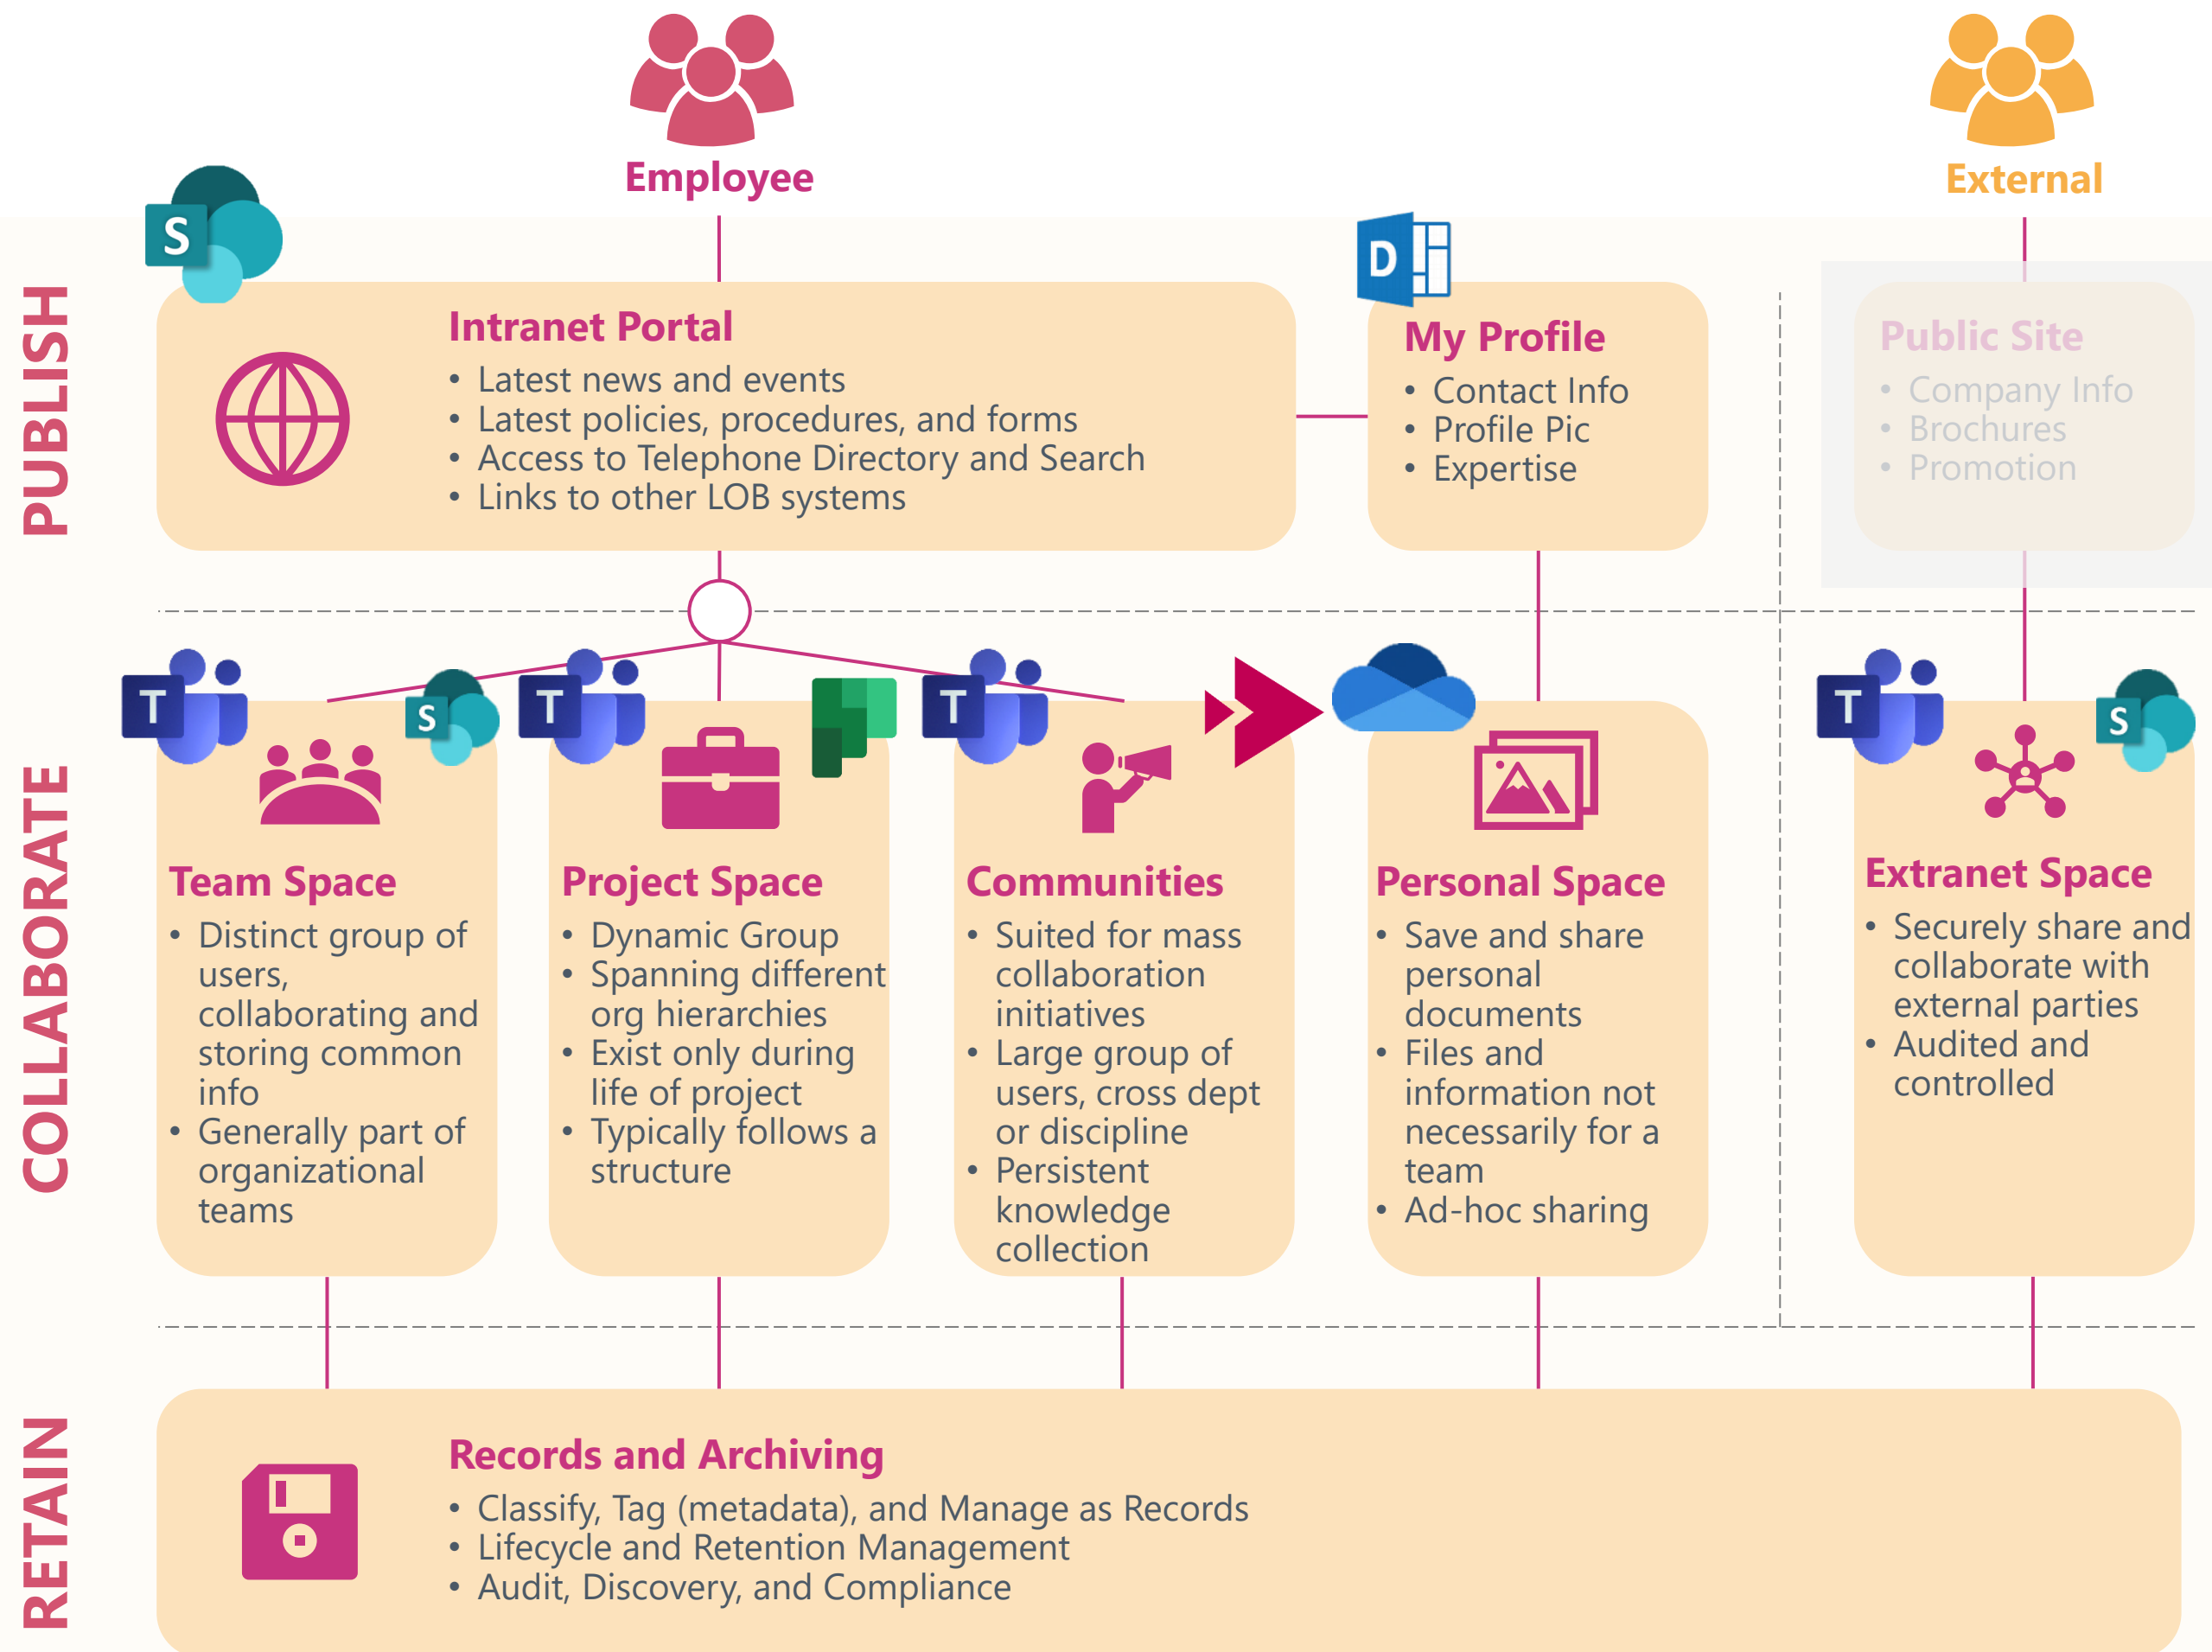 Employee
External
PUBLISH
S
Intranet Portal
• Latest news and events
• Latest policies, procedures, and forms
• Access to Telephone Directory and Search
• Links to other LOB systems
D
My Profile
• Contact Info
• Profile Pic
• Expertise
Public Site
• Company Info
• Brochures
• Promotion
COLLABORATE
T
S
Team Space
• Distinct group of
users,
collaborating and
storing common
info
• Generally part of
organizational
teams
T
Project Space
• Dynamic Group
• Spanning different
org hierarchies
• Exist only during
life of project
• Typically follows a
structure
T
Communities
• Suited for mass
collaboration
initiatives
• Large group of
users, cross dept
or discipline
• Persistent
knowledge
collection
Personal Space
• Save and share
personal
documents
• Files and
information not
necessarily for a
team
• Ad-hoc sharing
T
S
Extranet Space
• Securely share and
collaborate with
external parties
• Audited and
controlled
RETAIN
Records and Archiving
• Classify, Tag (metadata), and Manage as Records
• Lifecycle and Retention Management
• Audit, Discovery, and Compliance